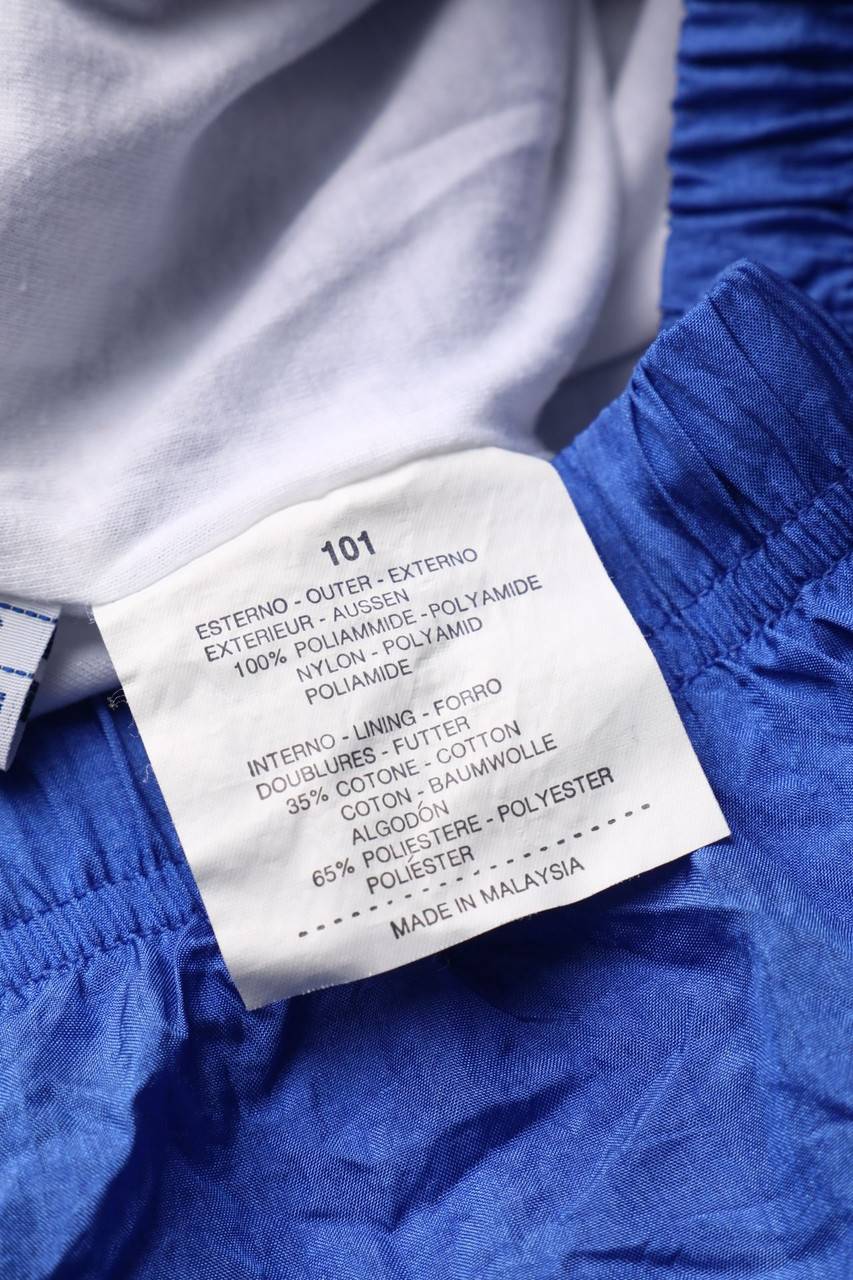 101
ESTERNO - OUTER - EXTERNO
EXTERIEUR - AUSSEN
100% POLIAMMIDE - POLYAMIDE
NYLON - POLYAMID
POLIAMIDE
INTERNO - LINING - FORRO
DOUBLURES - FUTTER
35% COTONE - COTTON
COTON - BAUMWOLLE
ALGODÓN
65% POLIESTERE - POLYESTER
POLIÉSTER
MADE IN MALAYSIA